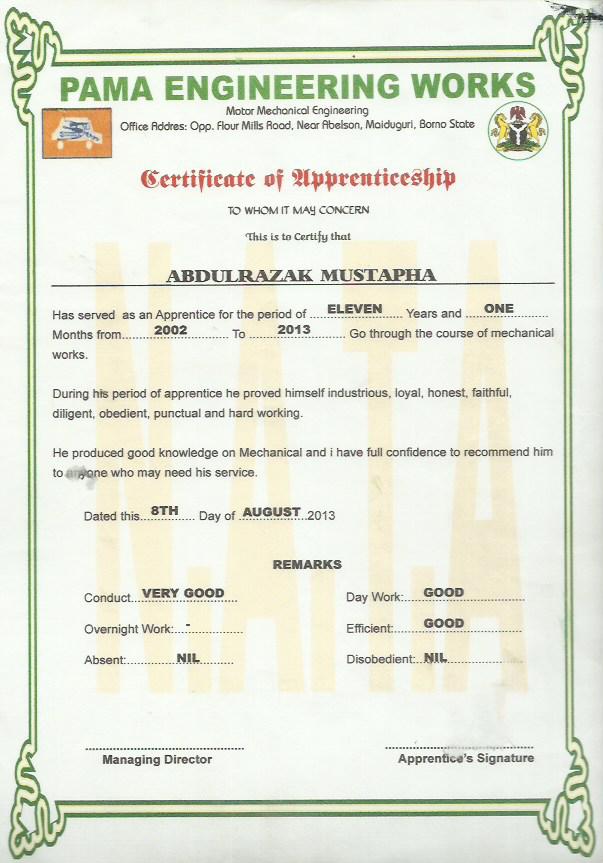 PAMA ENGINEERING WORKS
Motor Mechanical Engineering
Office Addres: Opp. Flour Mills Road, Near Abelson, Maiduguri, Borno State
Certificate of Apprenticeship
TO WHOM IT MAY CONCERN
This is to Certify that
ABDULRAZAK MUSTAPHA
Has served as an Apprentice for the period of ELEVEN Years and ONE
Months from 2002 To 2013 Go through the course of mechanical
works.
During his period of apprentice he proved himself industrious, loyal, honest, faithful,
diligent, obedient, punctual and hard working.
He produced good knowledge on Mechanical and i have full confidence to recommend him
to anyone who may need his service.
Dated this 8TH Day of AUGUST 2013
REMARKS
Conduct VERY GOOD Day Work: GOOD
Overnight Work: - Efficient: GOOD
Absent: NIL Disobedient: NIL
Managing Director Apprentice's Signature
N.A.T.A